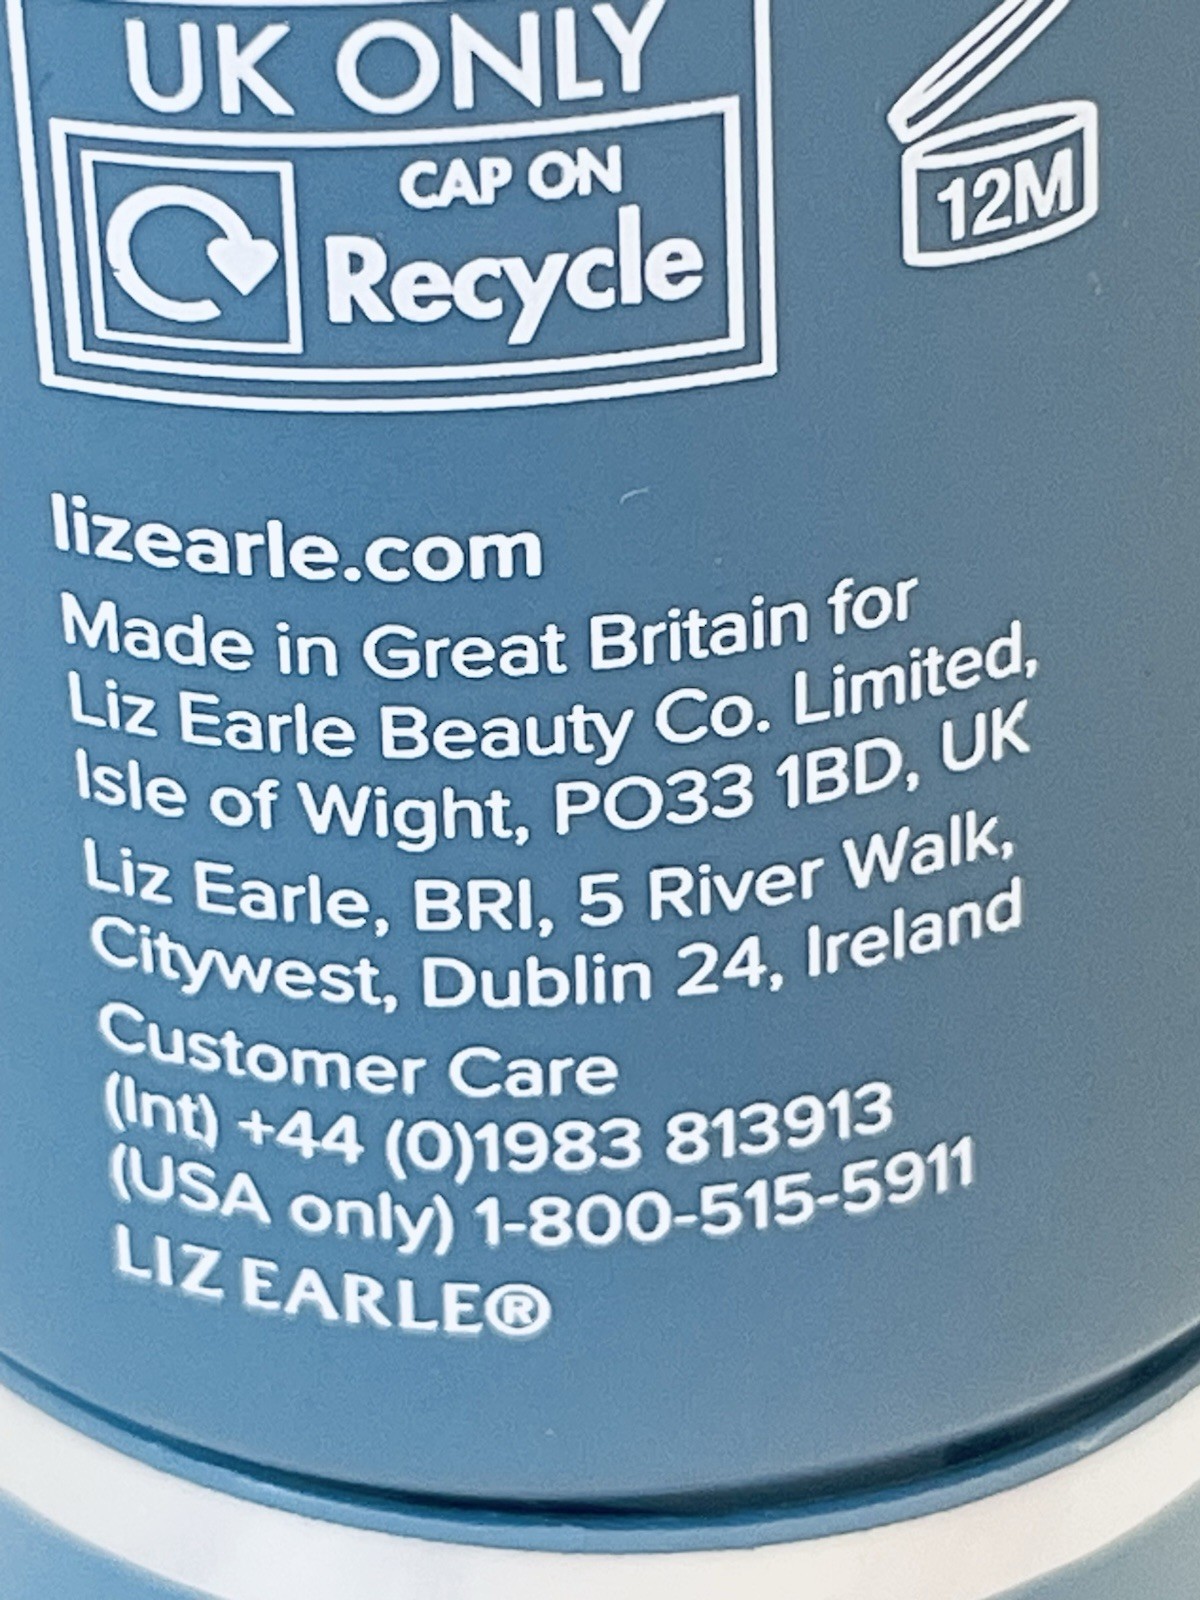 UK ONLY
CAP ON
Recycle
12M
lizearle.com
Made in Great Britain for
Liz Earle Beauty Co. Limited,
Isle of Wight, PO33 1BD, UK
Liz Earle, BRI, 5 River Walk,
Citywest, Dublin 24, Ireland
Customer Care
(Int) +44 (0)1983 813913
(USA only) 1-800-515-5911
LIZ EARLE®